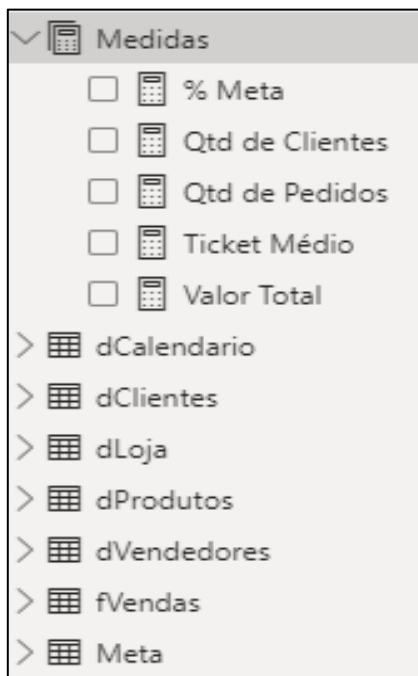 Medidas
% Meta
Qtd de Clientes
Qtd de Pedidos
Ticket Médio
Valor Total
dCalendario
dClientes
dLoja
dProdutos
dVendedores
fVendas
Meta